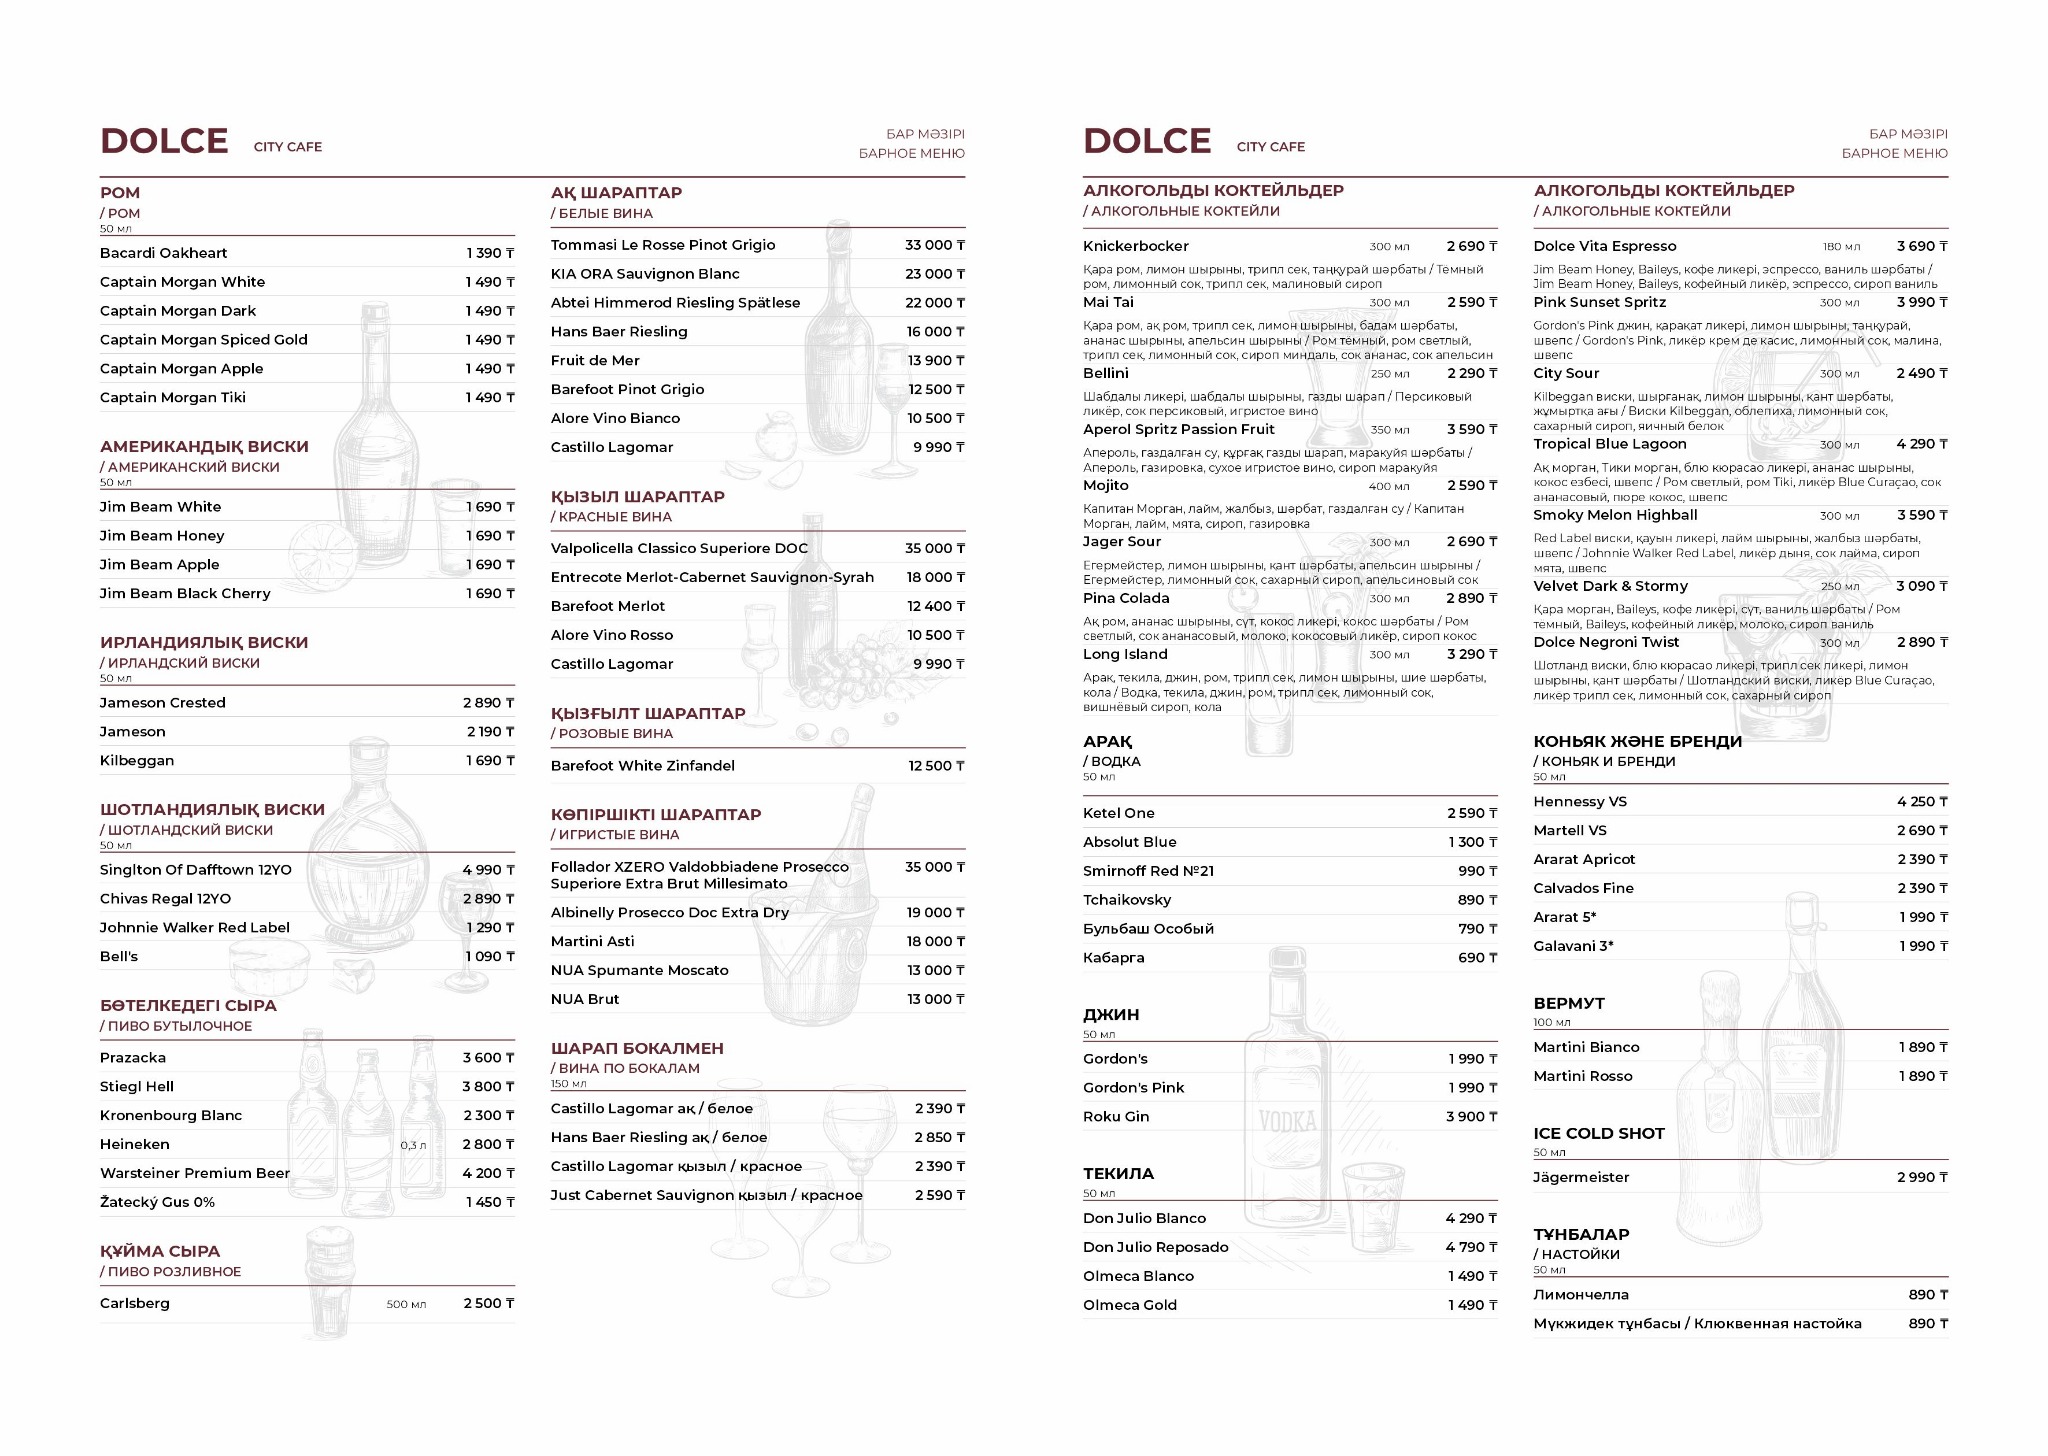 DOLCE CITY CAFE
БАР МӘЗІРІ
БАРНОЕ МЕНЮ
РОМ
/ РОМ
50 мл
Bacardi Oakheart 1 390 ₸
Captain Morgan White 1 490 ₸
Captain Morgan Dark 1 490 ₸
Captain Morgan Spiced Gold 1 490 ₸
Captain Morgan Apple 1 490 ₸
Captain Morgan Tiki 1 490 ₸
АМЕРИКАНДЫҚ ВИСКИ
/ АМЕРИКАНСКИЙ ВИСКИ
50 мл
Jim Beam White 1 690 ₸
Jim Beam Honey 1 690 ₸
Jim Beam Apple 1 690 ₸
Jim Beam Black Cherry 1 690 ₸
ИРЛАНДИЯЛЫҚ ВИСКИ
/ ИРЛАНДСКИЙ ВИСКИ
50 мл
Jameson Crested 2 890 ₸
Jameson 2 190 ₸
Kilbeggan 1 690 ₸
ШОТЛАНДИЯЛЫҚ ВИСКИ
/ ШОТЛАНДСКИЙ ВИСКИ
50 мл
Singlton Of Dafftown 12YO 4 990 ₸
Chivas Regal 12YO 2 890 ₸
Johnnie Walker Red Label 1 290 ₸
Bell's 1 090 ₸
БӨТЕЛКЕДЕГІ СЫРА
/ ПИВО БУТЫЛОЧНОЕ
Prazacka 3 600 ₸
Stiegl Hell 3 800 ₸
Kronenbourg Blanc 2 300 ₸
Heineken 0,3 л 2 800 ₸
Warsteiner Premium Beer 4 200 ₸
Žatecký Gus 0% 1 450 ₸
ҚҰЙМА СЫРА
/ ПИВО РОЗЛИВНОЕ
Carlsberg 500 мл 2 500 ₸
АҚ ШАРАПТАР
/ БЕЛЫЕ ВИНА
Tommasi Le Rosse Pinot Grigio 33 000 ₸
KIA ORA Sauvignon Blanc 23 000 ₸
Abtei Himmerod Riesling Spätlese 22 000 ₸
Hans Baer Riesling 16 000 ₸
Fruit de Mer 13 900 ₸
Barefoot Pinot Grigio 12 500 ₸
Alore Vino Bianco 10 500 ₸
Castillo Lagomar 9 990 ₸
ҚЫЗЫЛ ШАРАПТАР
/ КРАСНЫЕ ВИНА
Valpolicella Classico Superiore DOC 35 000 ₸
Entrecote Merlot-Cabernet Sauvignon-Syrah 18 000 ₸
Barefoot Merlot 12 400 ₸
Alore Vino Rosso 10 500 ₸
Castillo Lagomar 9 990 ₸
ҚЫЗҒЫЛТ ШАРАПТАР
/ РОЗОВЫЕ ВИНА
Barefoot White Zinfandel 12 500 ₸
КӨПІРШІКТІ ШАРАПТАР
/ ИГРИСТЫЕ ВИНА
Follador XZERO Valdobbiadene Prosecco 35 000 ₸
Superiore Extra Brut Millesimato
Albinelly Prosecco Doc Extra Dry 19 000 ₸
Martini Asti 18 000 ₸
NUA Spumante Moscato 13 000 ₸
NUA Brut 13 000 ₸
ШАРАП БОКАЛМЕН
/ ВИНА ПО БОКАЛАМ
150 мл
Castillo Lagomar ақ / белое 2 390 ₸
Hans Baer Riesling ақ / белое 2 850 ₸
Castillo Lagomar қызыл / красное 2 390 ₸
Just Cabernet Sauvignon қызыл / красное 2 590 ₸
DOLCE CITY CAFE
БАР МӘЗІРІ
БАРНОЕ МЕНЮ
АЛКОГОЛЬДЫ КОКТЕЙЛЬДЕР
/ АЛКОГОЛЬНЫЕ КОКТЕЙЛИ
Knickerbocker 300 мл 2 690 ₸
Қара ром, лимон шырыны, трипл сек, таңқурай шәрбаты / Тёмный
ром, лимонный сок, трипл сек, малиновый сироп
Mai Tai 300 мл 2 590 ₸
Қара ром, ақ ром, трипл сек, лимон шырыны, бадам шәрбаты,
ананас шырыны, апельсин шырыны / Ром тёмный, ром светлый,
трипл сек, лимонный сок, сироп миндаль, сок ананас, сок апельсин
Bellini 250 мл 2 290 ₸
Шабдалы ликері, шабдалы шырыны, газды шарап / Персиковый
ликёр, сок персиковый, игристое вино
Aperol Spritz Passion Fruit 350 мл 3 590 ₸
Апероль, газдалған су, құрғақ газды шарап, маракуйя шәрбаты /
Апероль, газировка, сухое игристое вино, сироп маракуйя
Mojito 400 мл 2 590 ₸
Капитан Морган, лайм, жалбыз, шәрбат, газдалған су / Капитан
Морган, лайм, мята, сироп, газировка
Jager Sour 300 мл 2 690 ₸
Егермейстер, лимон шырыны, қант шәрбаты, апельсин шырыны /
Егермейстер, лимонный сок, сахарный сироп, апельсиновый сок
Pina Colada 300 мл 2 890 ₸
Ақ ром, ананас шырыны, сүт, кокос ликері, кокос шәрбаты / Ром
светлый, сок ананасовый, молоко, кокосовый ликёр, сироп кокос
Long Island 300 мл 3 290 ₸
Арақ, текила, джин, ром, трипл сек, лимон шырыны, шие шәрбаты,
кола / Водка, текила, джин, ром, трипл сек, лимонный сок,
вишнёвый сироп, кола
АРАҚ
/ ВОДКА
50 мл
Ketel One 2 590 ₸
Absolut Blue 1 300 ₸
Smirnoff Red №21 990 ₸
Tchaikovsky 890 ₸
Бульбаш Особый 790 ₸
Кабарга 690 ₸
ДЖИН
50 мл
Gordon's 1 990 ₸
Gordon's Pink 1 990 ₸
Roku Gin 3 900 ₸
VODKA
ТЕКИЛА
50 мл
Don Julio Blanco 4 290 ₸
Don Julio Reposado 4 790 ₸
Olmeca Blanco 1 490 ₸
Olmeca Gold 1 490 ₸
АЛКОГОЛЬДЫ КОКТЕЙЛЬДЕР
/ АЛКОГОЛЬНЫЕ КОКТЕЙЛИ
Dolce Vita Espresso 180 мл 3 690 ₸
Jim Beam Honey, Baileys, кофе ликері, эспрессо, ваниль шәрбаты /
Jim Beam Honey, Baileys, кофейный ликёр, эспрессо, сироп ваниль
Pink Sunset Spritz 300 мл 3 990 ₸
Gordon's Pink джин, қарақат ликері, лимон шырыны, таңқурай,
швепс / Gordon's Pink, ликёр крем де касис, лимонный сок, малина,
швепс
City Sour 300 мл 2 490 ₸
Kilbeggan виски, шырғанақ, лимон шырыны, қант шәрбаты,
жұмыртқа ағы / Виски Kilbeggan, облепиха, лимонный сок,
сахарный сироп, яичный белок
Tropical Blue Lagoon 300 мл 4 290 ₸
Ақ морган, Тики морган, блю кюрасао ликері, ананас шырыны,
кокос езбесі, швепс / Ром светлый, ром Tiki, ликёр Blue Curaçao, сок
ананасовый, пюре кокос, швепс
Smoky Melon Highball 300 мл 3 590 ₸
Red Label виски, қауын ликері, лайм шырыны, жалбыз шәрбаты,
швепс / Johnnie Walker Red Label, ликёр дыня, сок лайма, сироп
мята, швепс
Velvet Dark & Stormy 250 мл 3 090 ₸
Қара морган, Baileys, кофе ликері, сүт, ваниль шәрбаты / Ром
темный, Baileys, кофейный ликёр, молоко, сироп ваниль
Dolce Negroni Twist 300 мл 2 890 ₸
Шотланд виски, блю кюрасао ликері, трипл сек ликері, лимон
шырыны, қант шәрбаты / Шотландский виски, ликёр Blue Curaçao,
ликёр трипл сек, лимонный сок, сахарный сироп
КОНЬЯК ЖӘНЕ БРЕНДИ
/ КОНЬЯК И БРЕНДИ
50 мл
Hennessy VS 4 250 ₸
Martell VS 2 690 ₸
Ararat Apricot 2 390 ₸
Calvados Fine 2 390 ₸
Ararat 5* 1 990 ₸
Galavani 3* 1 990 ₸
ВЕРМУТ
100 мл
Martini Bianco 1 890 ₸
Martini Rosso 1 890 ₸
ICE COLD SHOT
50 мл
Jägermeister 2 990 ₸
ТҰНБАЛАР
/ НАСТОЙКИ
50 мл
Лимончелла 890 ₸
Мүкжидек тұнбасы / Клюквенная настойка 890 ₸